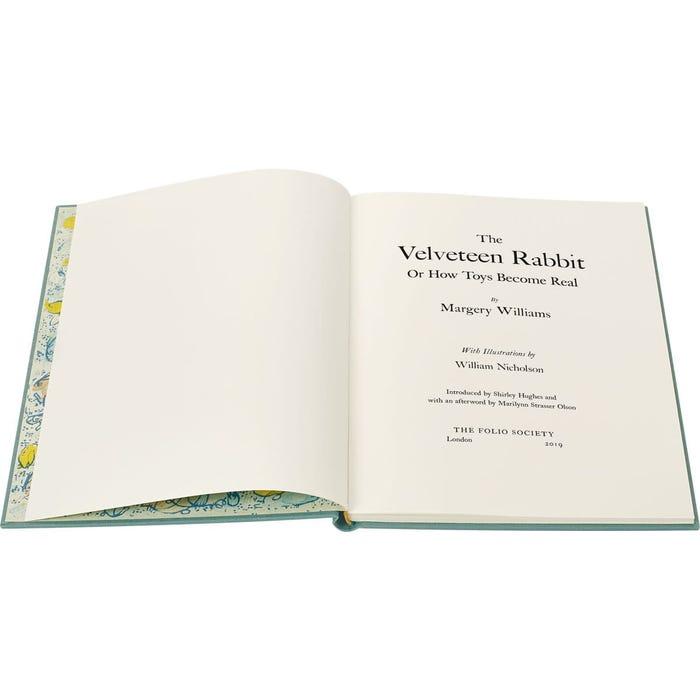 The
Velveteen Rabbit
Or How Toys Become Real
By
Margery Williams
With Illustrations by
William Nicholson
Introduced by Shirley Hughes and
with an afterword by Marilynn Strasser Olson
THE FOLIO SOCIETY
London 2019